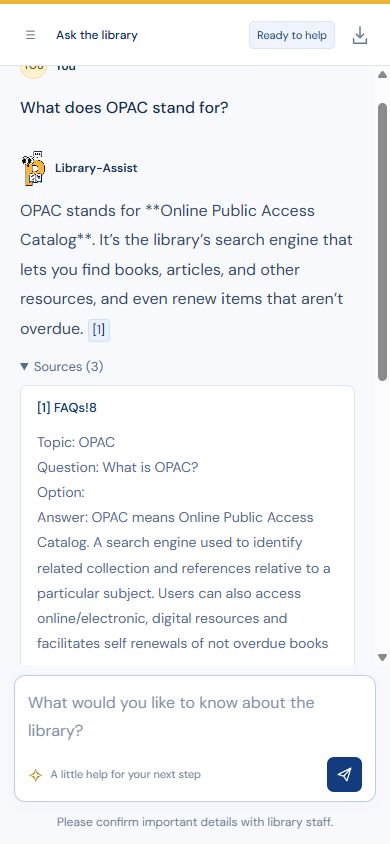 Ask the library
Ready to help
You
What does OPAC stand for?
Library-Assist
OPAC stands for **Online Public Access
Catalog**. It’s the library’s search engine that
lets you find books, articles, and other
resources, and even renew items that aren’t
overdue. [1]
▼ Sources (3)
[1] FAQs!8
Topic: OPAC
Question: What is OPAC?
Option:
Answer: OPAC means Online Public Access
Catalog. A search engine used to identify
related collection and references relative to a
particular subject. Users can also access
online/electronic, digital resources and
facilitates self renewals of not overdue books
What would you like to know about the
library?
A little help for your next step
Please confirm important details with library staff.